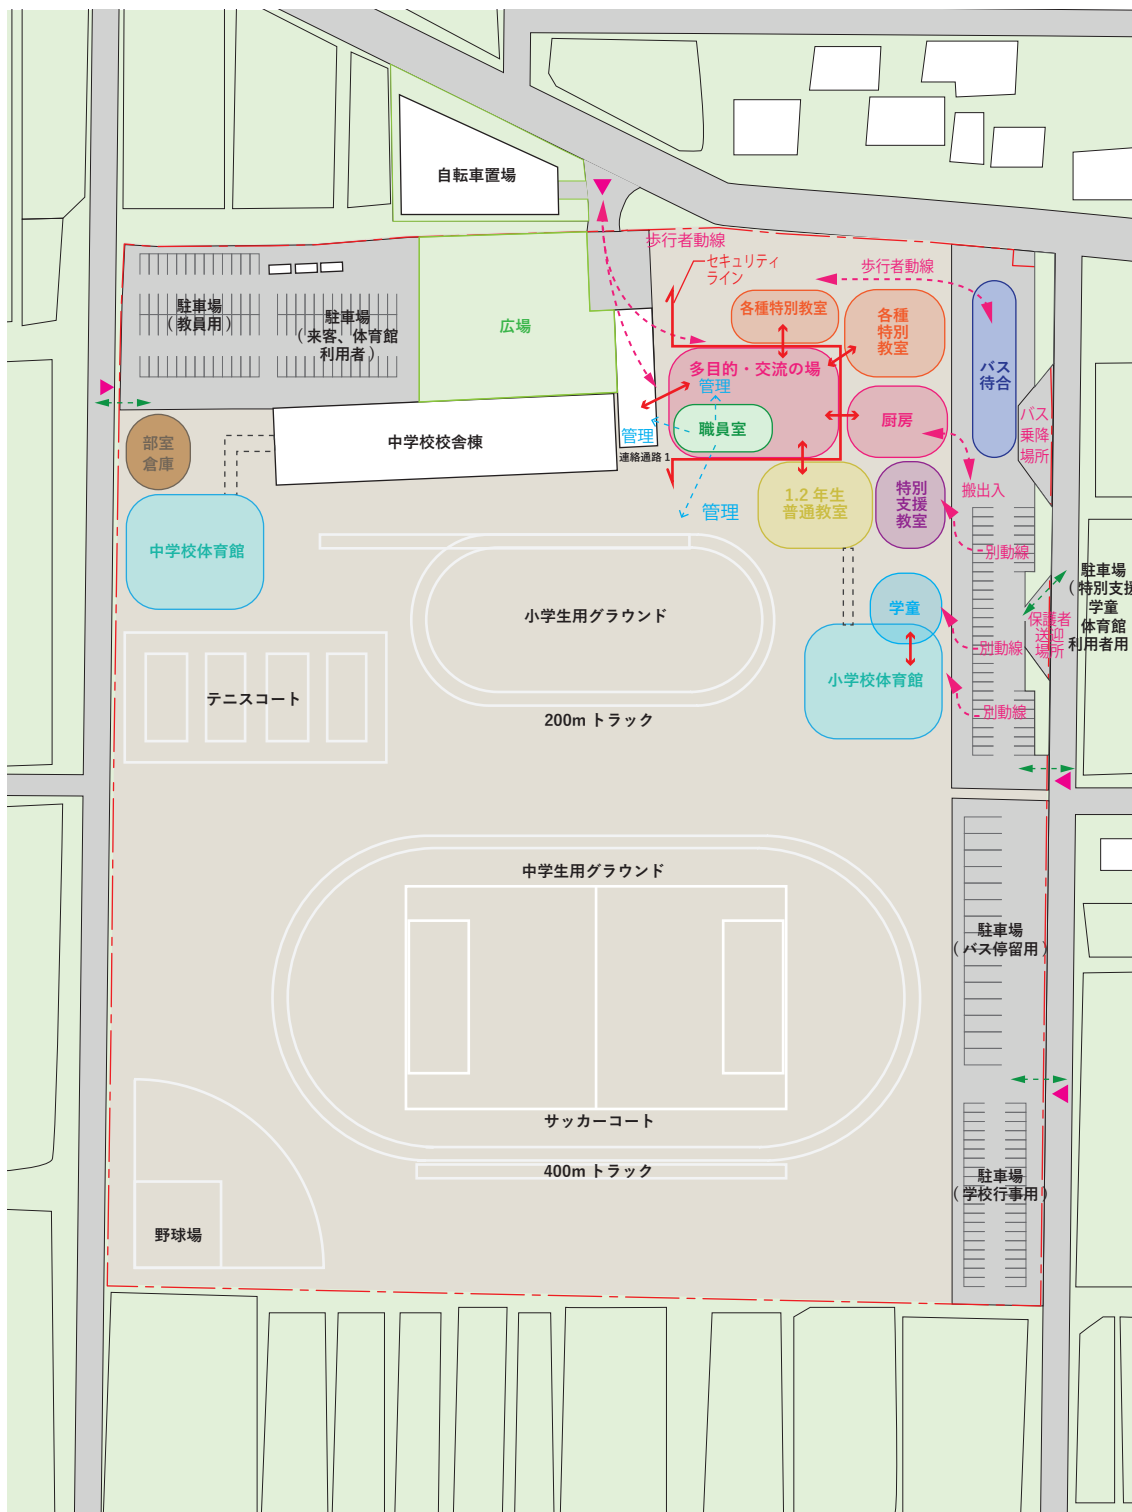 自転車置場
歩行者動線
セキュリティ
ライン
歩行者動線
駐車場
（教員用）
駐車場
（来客、体育館
利用者）
広場
各種特別教室
各種
特別
教室
多目的・交流の場
管理
バス
待合
職員室
厨房
バス
乗降
場所
部室
倉庫
中学校校舎棟
管理
連絡通路 1
管理
1.2 年生
普通教室
特別
支援
教室
搬出入
中学校体育館
別動線
駐車場
（特別支援
学童
体育館
利用者用
小学生用グラウンド
学童
保護者
送迎
場所
別動線
テニスコート
小学校体育館
200m トラック
別動線
中学生用グラウンド
駐車場
（バス停留用）
サッカーコート
400m トラック
駐車場
（学校行事用）
野球場